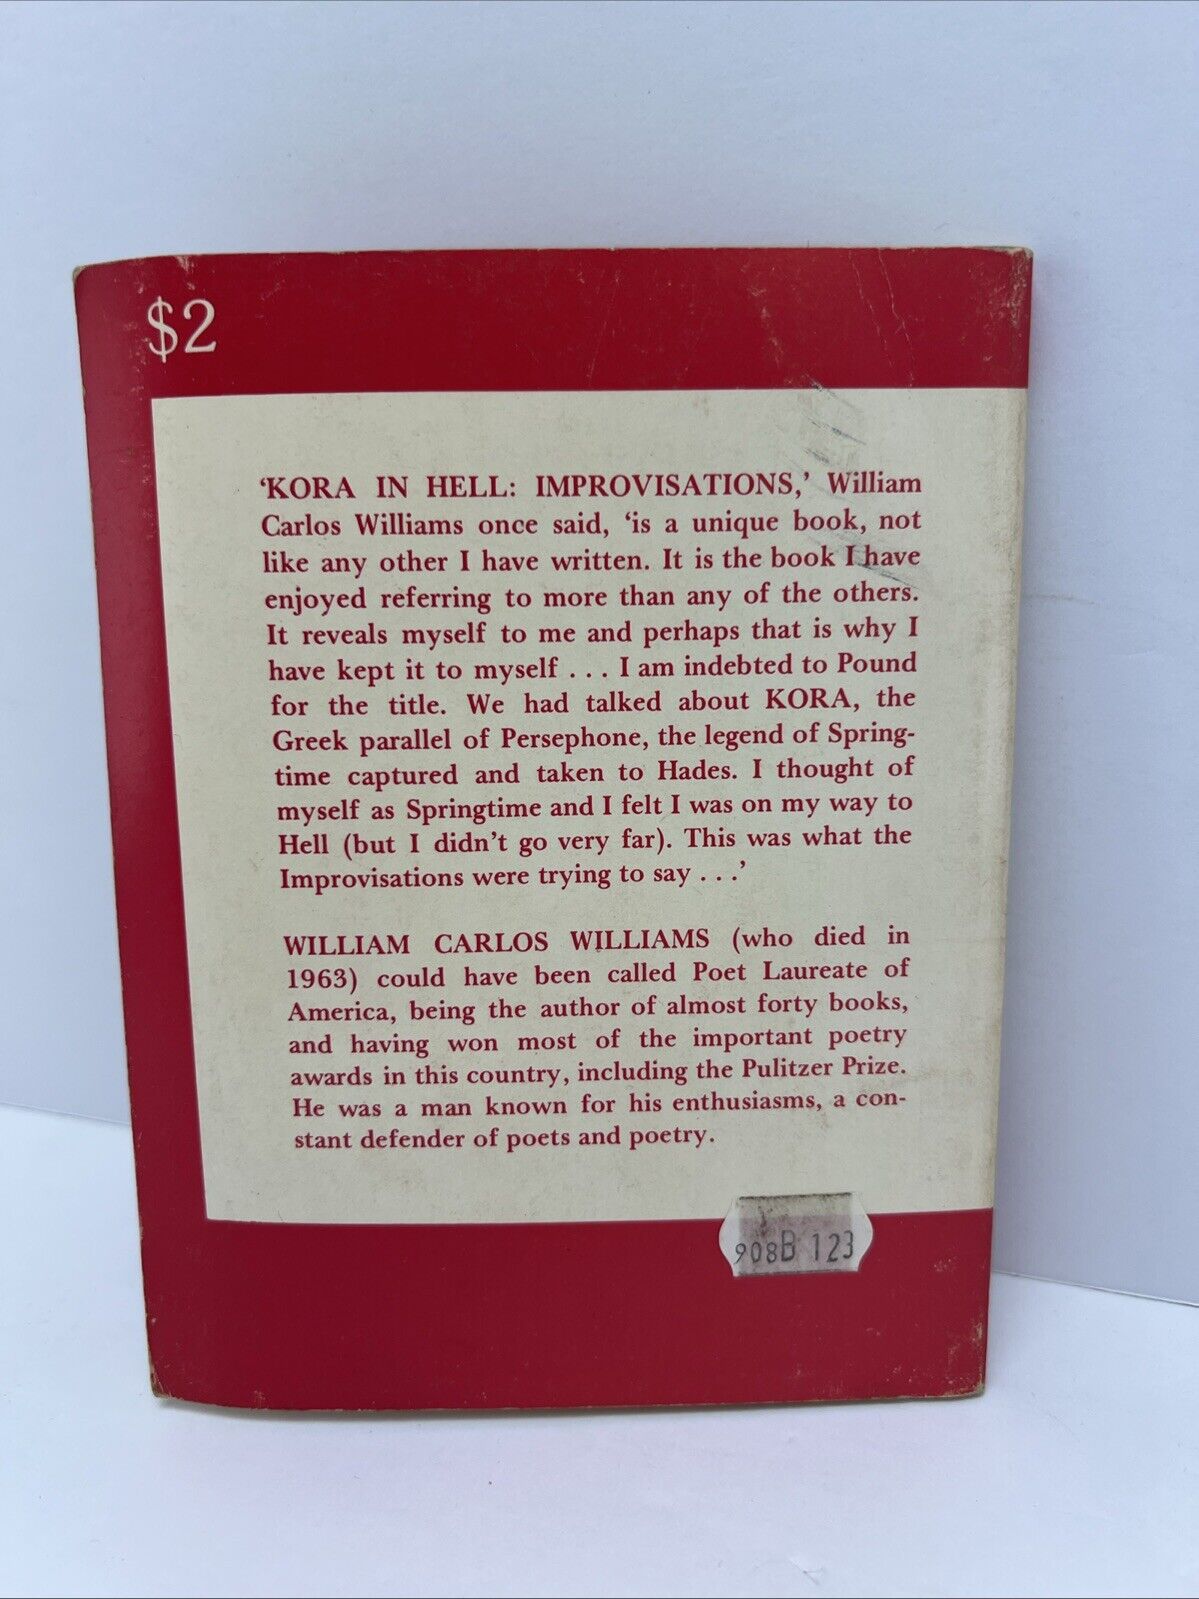 $2
‘KORA IN HELL: IMPROVISATIONS,’ William
Carlos Williams once said, ‘is a unique book, not
like any other I have written. It is the book I have
enjoyed referring to more than any of the others.
It reveals myself to me and perhaps that is why I
have kept it to myself . . . I am indebted to Pound
for the title. We had talked about KORA, the
Greek parallel of Persephone, the legend of Spring-
time captured and taken to Hades. I thought of
myself as Springtime and I felt I was on my way to
Hell (but I didn’t go very far). This was what the
Improvisations were trying to say . . .’
WILLIAM CARLOS WILLIAMS (who died in
1963) could have been called Poet Laureate of
America, being the author of almost forty books,
and having won most of the important poetry
awards in this country, including the Pulitzer Prize.
He was a man known for his enthusiasms, a con-
stant defender of poets and poetry.
908B 123